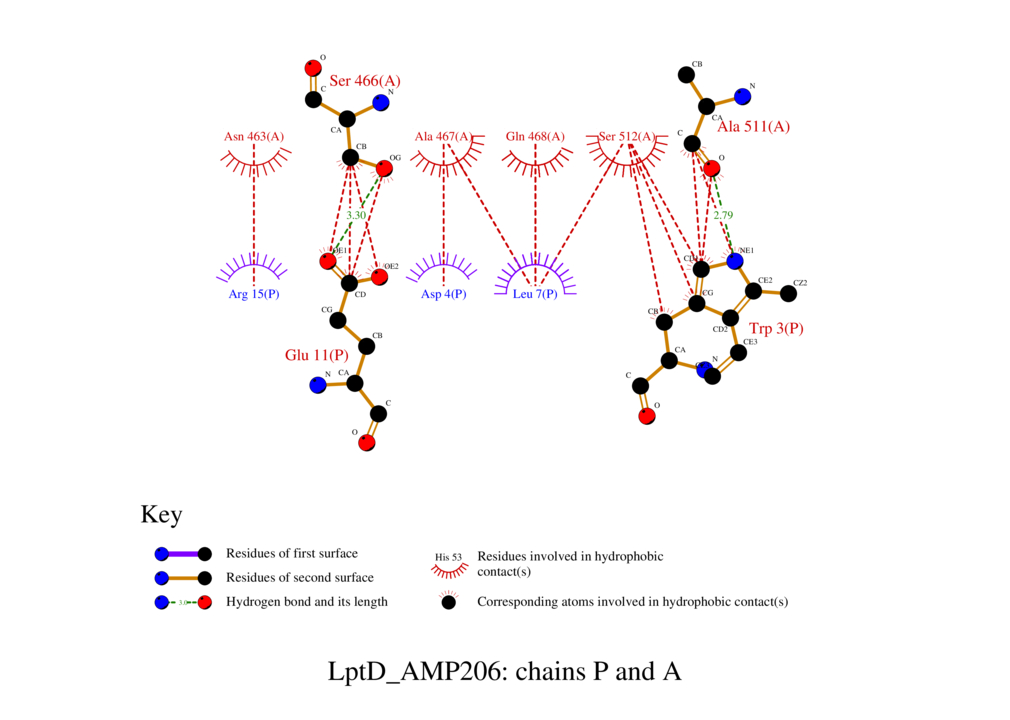 O
C
Ser 466(A)
N
CA
CB
OG
CB
N
CA
C
Ala 511(A)
O
Asn 463(A)
Ala 467(A)
Gln 468(A)
Ser 512(A)
3.30
2.79
OE1
OE2
CD
CG
CB
Glu 11(P)
N
CA
C
O
Arg 15(P)
Asp 4(P)
Leu 7(P)
CD1
NE1
CE2
CZ2
CG
CB
CD2
Trp 3(P)
CE3
CA
N
C
O
Key
Residues of first surface
Residues of second surface
3.0
Hydrogen bond and its length
His 53
Residues involved in hydrophobic
contact(s)
Corresponding atoms involved in hydrophobic contact(s)
LptD_AMP206: chains P and A